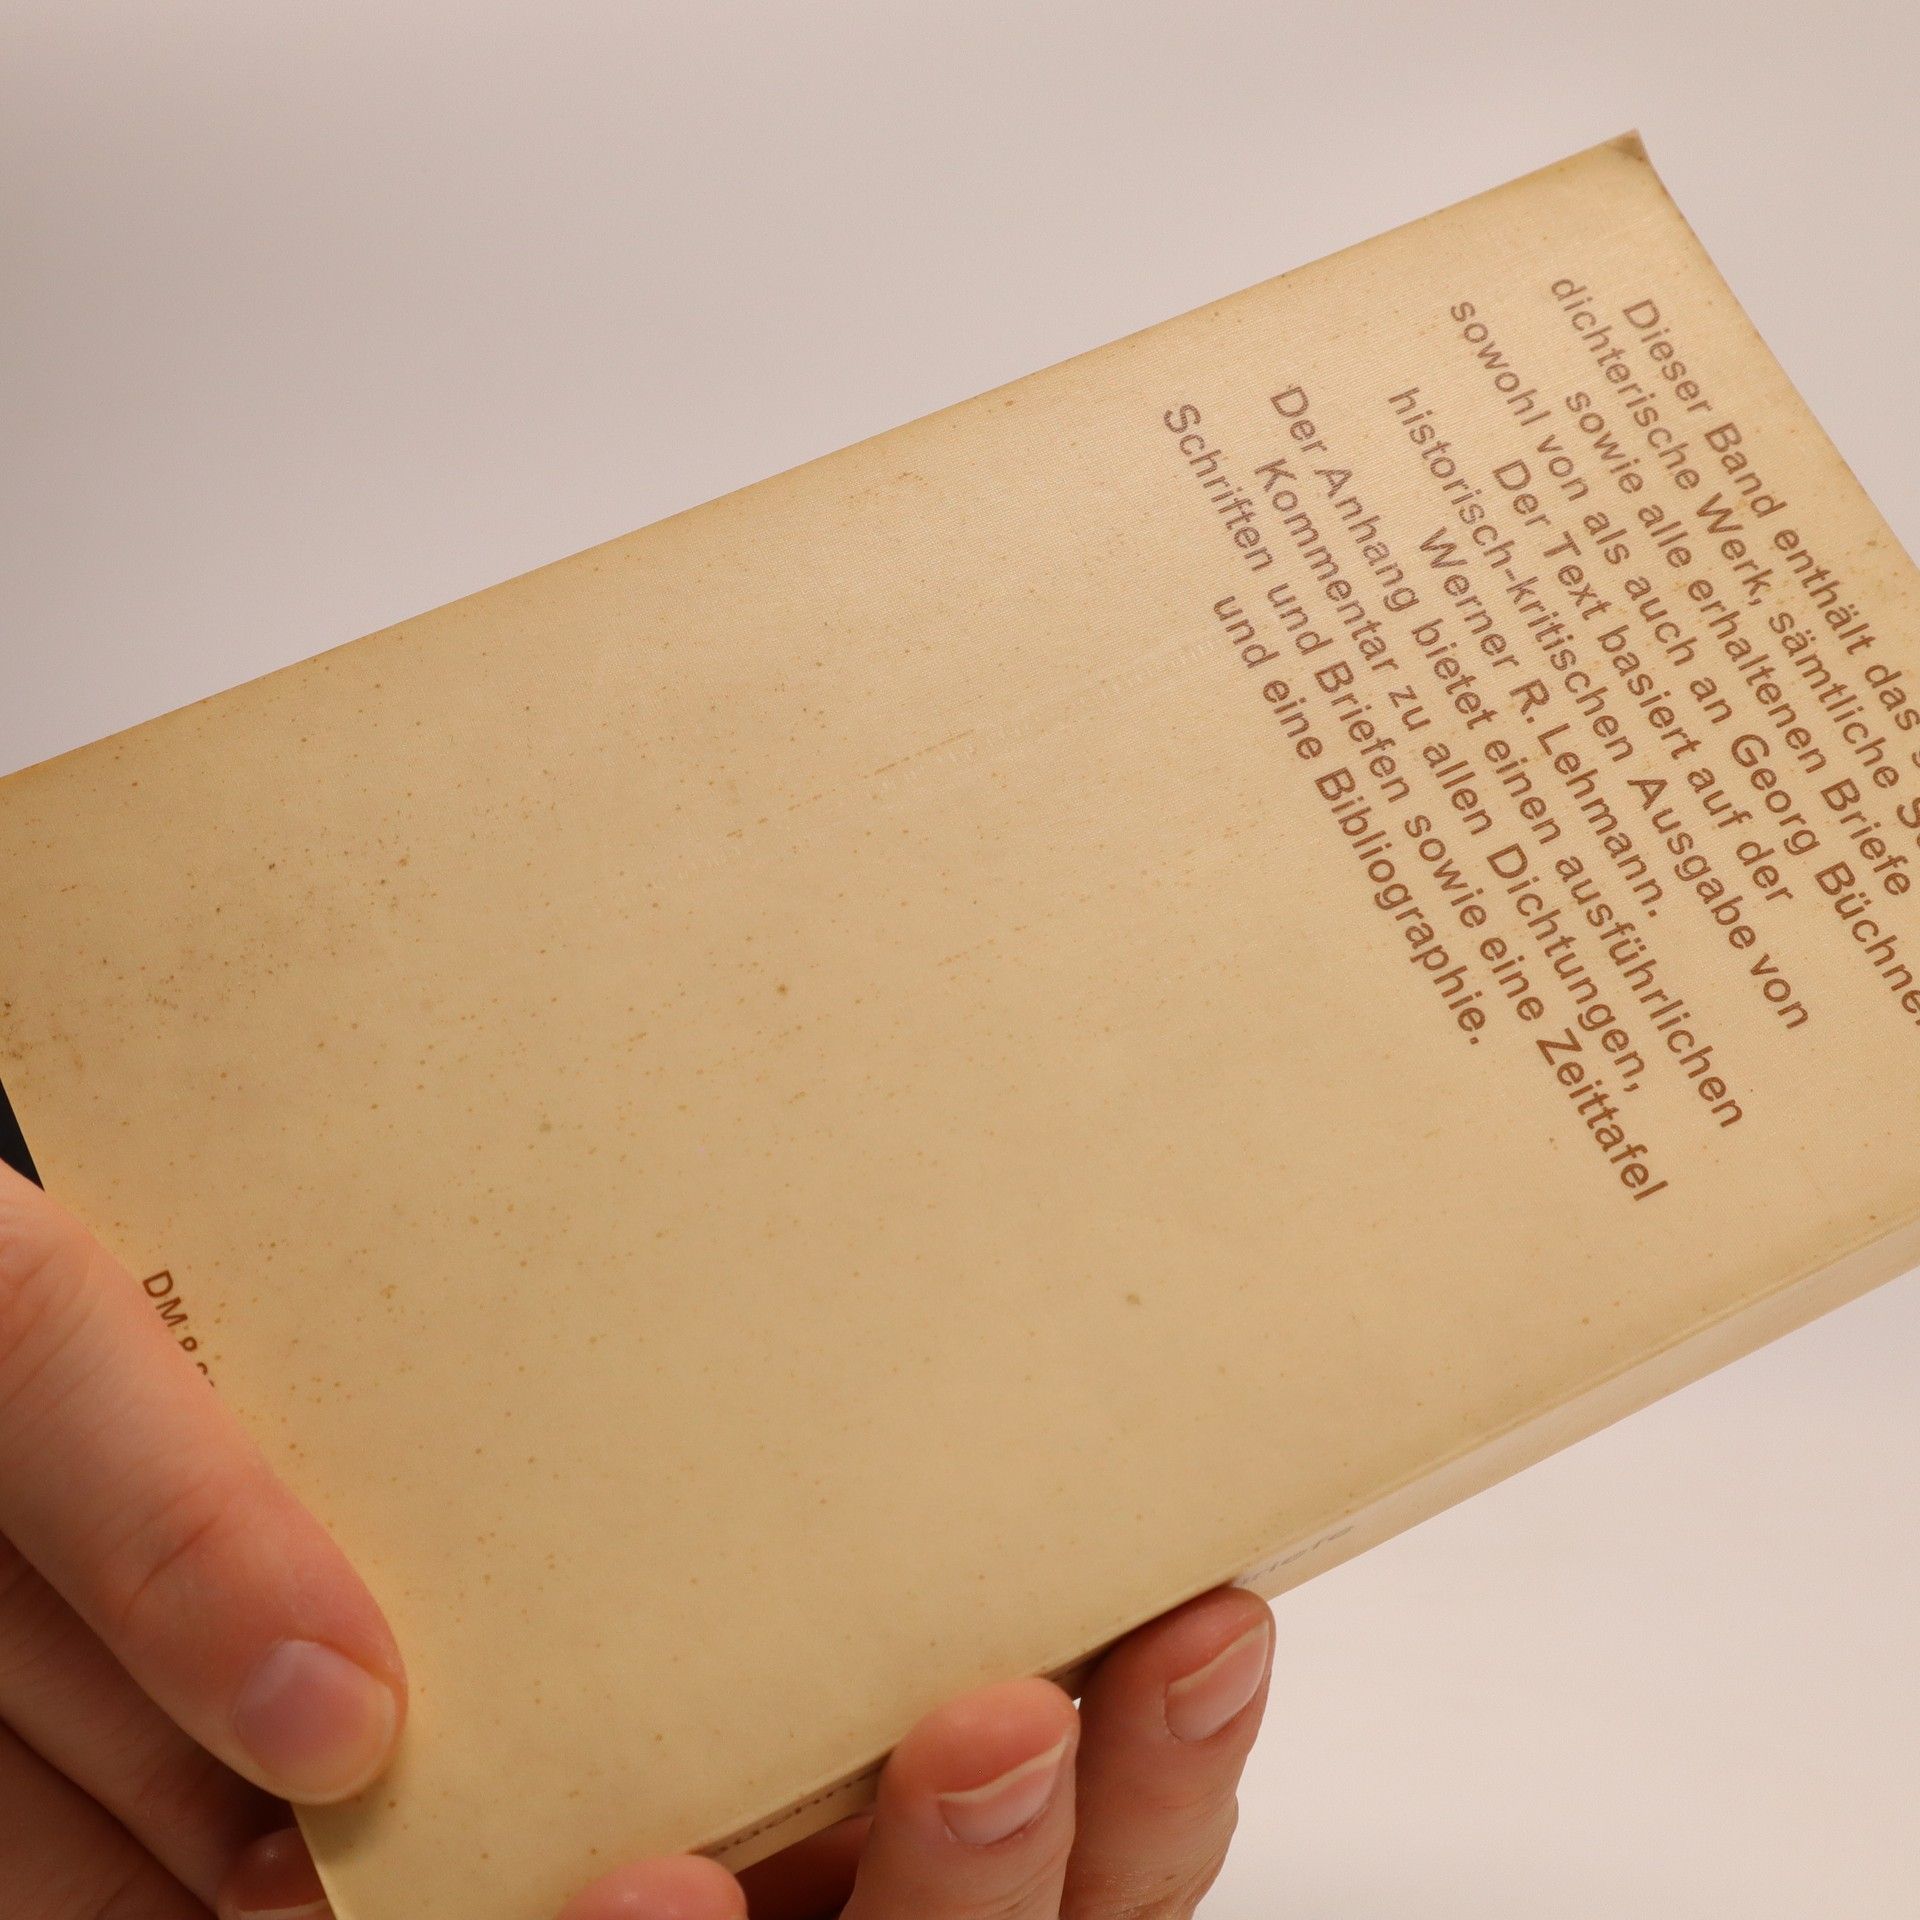 Dieser Band enthält das
dichterische Werk, sämtliche
sowie alle erhaltenen Briefe
sowohl von als auch an Georg Büchner
Der Text basiert auf der
historisch-kritischen Ausgabe von
Werner R. Lehmann.
Der Anhang bietet einen ausführlichen
Kommentar zu allen Dichtungen,
Schriften und Briefen sowie eine Zeittafel
und eine Bibliographie.
DM